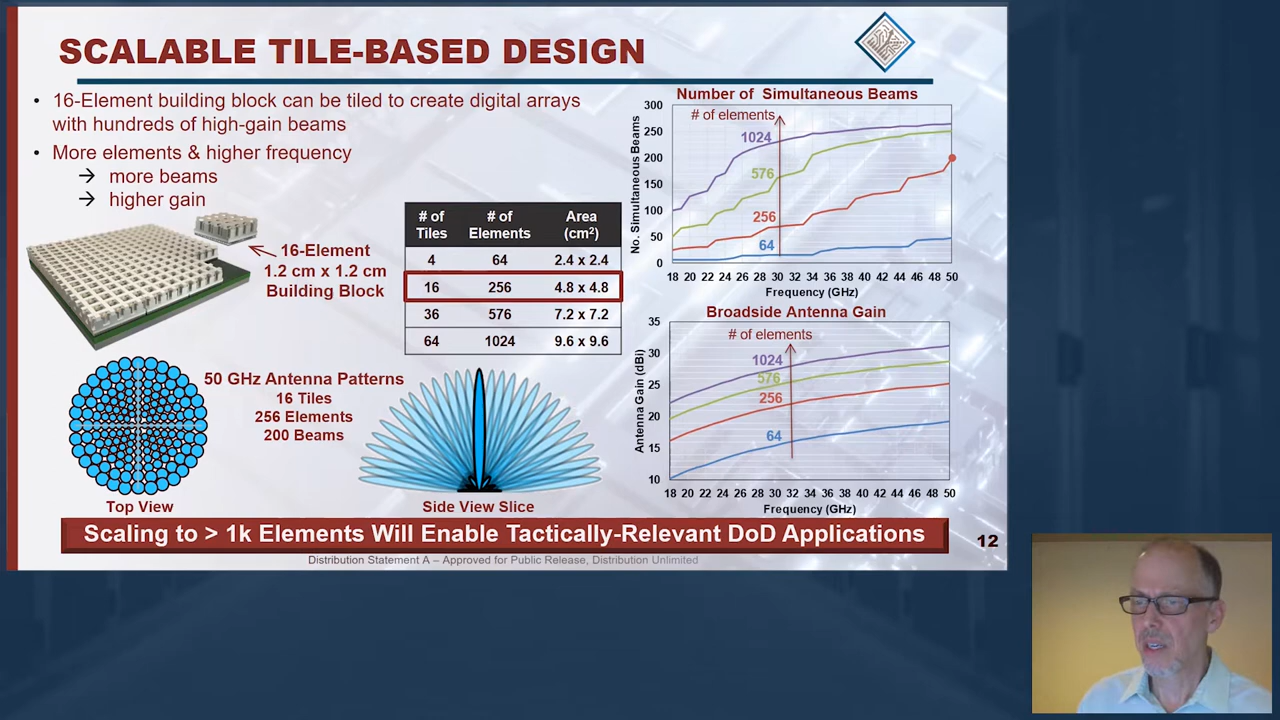 SCALABLE TILE-BASED DESIGN
• 16-Element building block can be tiled to create digital arrays
with hundreds of high-gain beams
• More elements & higher frequency
→ more beams
→ higher gain
16-Element
1.2 cm x 1.2 cm
Building Block
# of Tiles # of Elements Area (cm²)
4 64 2.4 x 2.4
16 256 4.8 x 4.8
36 576 7.2 x 7.2
64 1024 9.6 x 9.6
50 GHz Antenna Patterns
16 Tiles
256 Elements
200 Beams
Top View
Side View Slice
Number of Simultaneous Beams
No. Simultaneous Beams
300
250
200
150
100
50
0
# of elements
1024
576
256
64
18 20 22 24 26 28 30 32 34 36 38 40 42 44 46 48 50
Frequency (GHz)
Broadside Antenna Gain
Antenna Gain (dBi)
35
30
25
20
15
10
# of elements
1024
576
256
64
18 20 22 24 26 28 30 32 34 36 38 40 42 44 46 48 50
Frequency (GHz)
Scaling to > 1k Elements Will Enable Tactically-Relevant DoD Applications
12
Distribution Statement A – Approved for Public Release, Distribution Unlimited